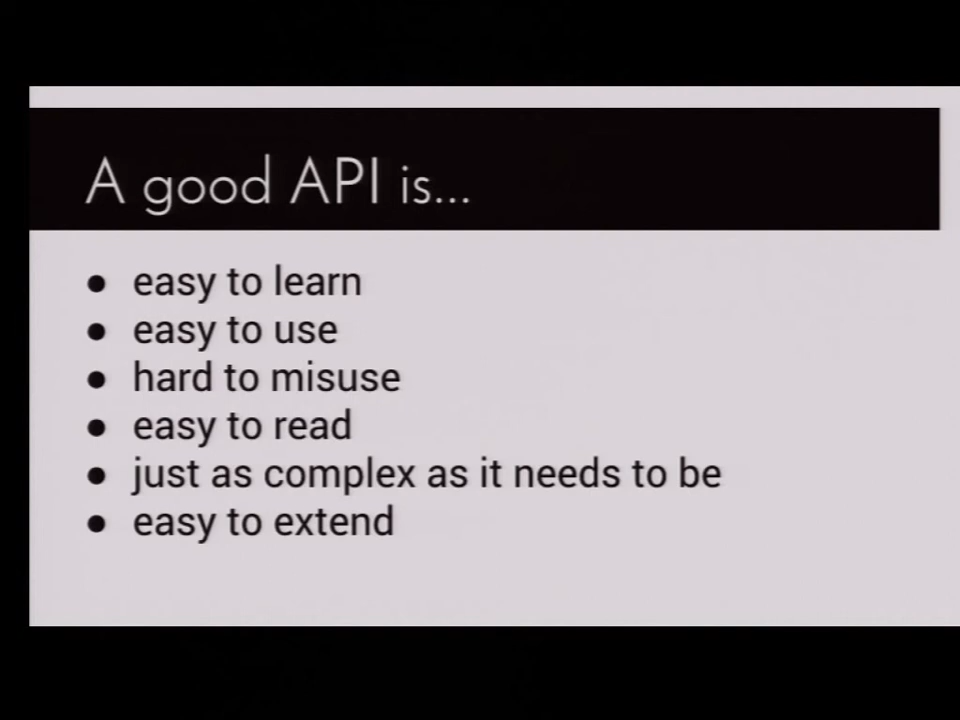 A good API is...
● easy to learn
● easy to use
● hard to misuse
● easy to read
● just as complex as it needs to be
● easy to extend